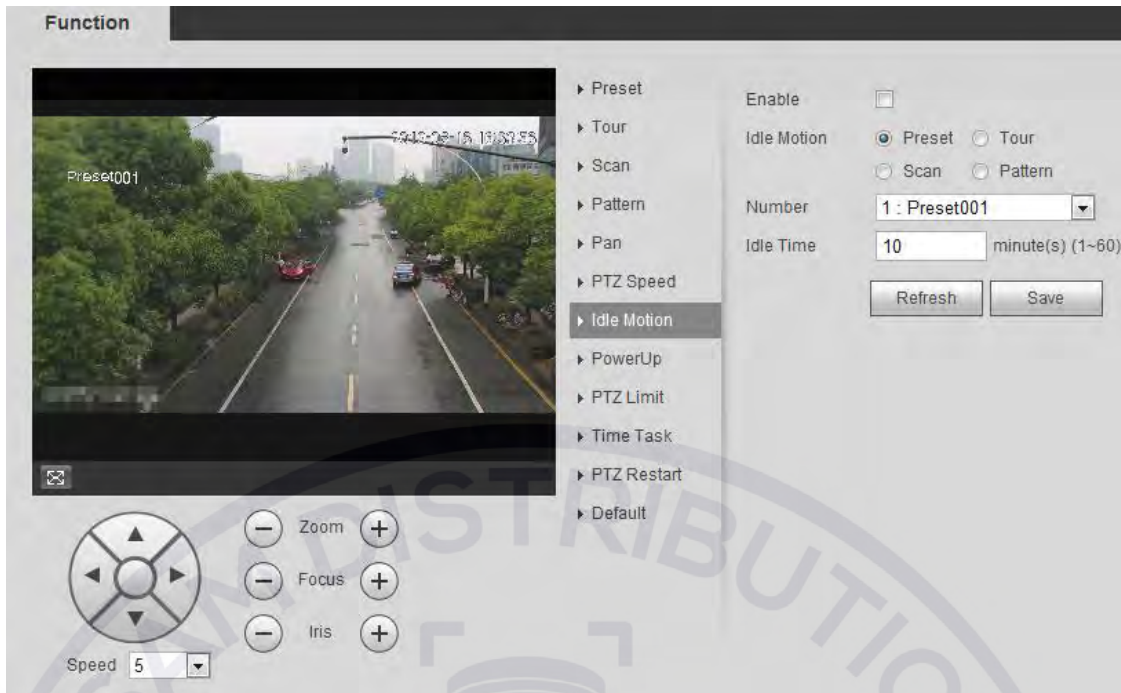 Function
Preset001
Preset
Tour
Scan
Pattern
Pan
PTZ Speed
Idle Motion
PowerUp
PTZ Limit
Time Task
PTZ Restart
Default
Enable
Idle Motion Preset Tour
Scan Pattern
Number 1 : Preset001
Idle Time 10 minute(s) (1~60)
Refresh Save
Zoom
Focus
Iris
Speed 5
DISTRIBUTIO